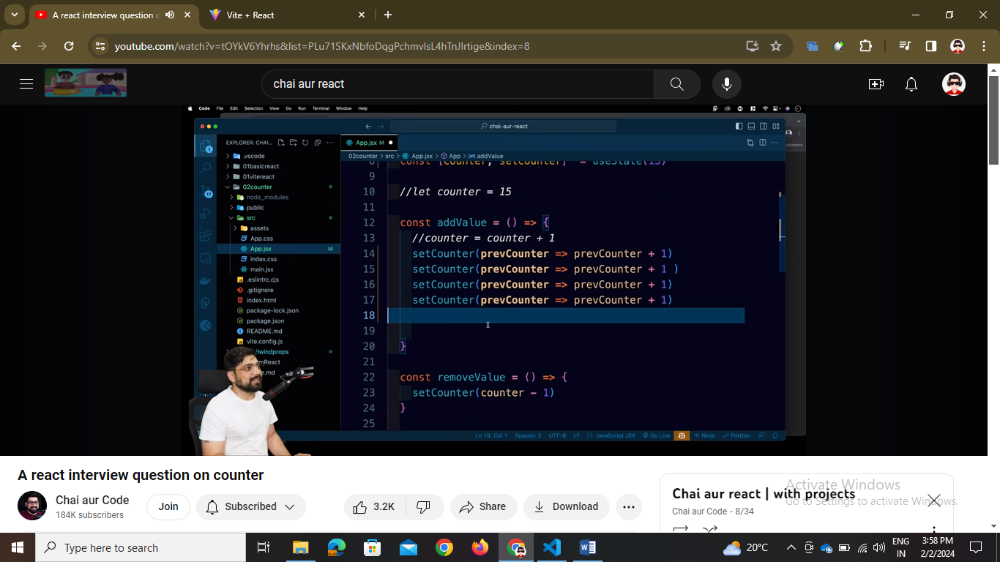 A react interview question o
Vite + React
youtube.com/watch?v=tOYkV6Yhrhs&list=PLu71SKxNbfoDqgPchmvIsL4hTnJIrtige&index=8
chai aur react
Code File Edit Selection View Go Run Terminal Window Help
chai-aur-react
EXPLORER: CHAI...
App.jsx M
02counter > src > App.jsx > App > addValue
.vscode
01basicreact
01vitereact
02counter
node_modules
public
src
assets
App.css
App.jsx M
index.css
main.jsx
.eslintrc.cjs
.gitignore
index.html
package-lock.json
package.json
README.md
vite.config.js
lwindprops
mReact
.md
8 const [counter, setCounter] = useState(15)
9
10 //let counter = 15
11
12 const addValue = () => {
13 //counter = counter + 1
14 setCounter(prevCounter => prevCounter + 1)
15 setCounter(prevCounter => prevCounter + 1 )
16 setCounter(prevCounter => prevCounter + 1)
17 setCounter(prevCounter => prevCounter + 1)
18
19
20 }
21
22 const removeValue = () => {
23 setCounter(counter - 1)
24 }
25
Ln 18, Col 1 Spaces: 2 UTF-8 LF {} JavaScript JSX Go Live Ninja Prettier
A react interview question on counter
Chai aur Code
184K subscribers
Join
Subscribed
3.2K
Share
Download
Chai aur react | with projects
Chai aur Code - 8/34
Activate Windows
Go to Settings to activate Windows.
Type here to search
20°C
ENG
IN
3:58 PM
2/2/2024